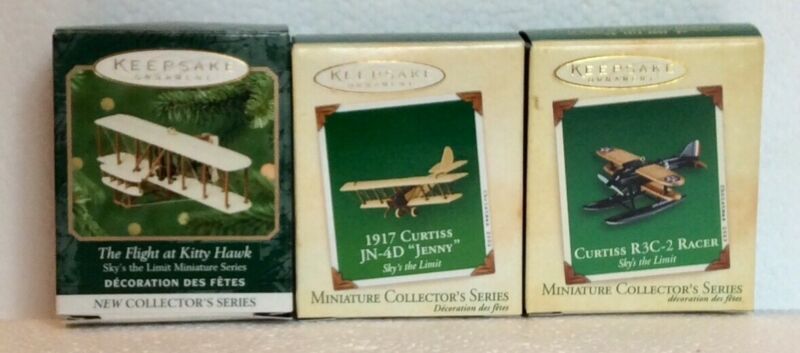 KEEPSAKE
ORNAMENT
The Flight at Kitty Hawk
Sky's the Limit Miniature Series
DÉCORATION DES FÊTES
NEW COLLECTOR'S SERIES
KEEPSAKE
ORNAMENT
1917 CURTISS
JN-4D "JENNY"
Sky's the Limit
MINIATURE COLLECTOR'S SERIES
Décoration des fêtes
KEEPSAKE
ORNAMENT
CURTISS R3C-2 RACER
Sky's the Limit
MINIATURE COLLECTOR'S SERIES
décoration des fêtes